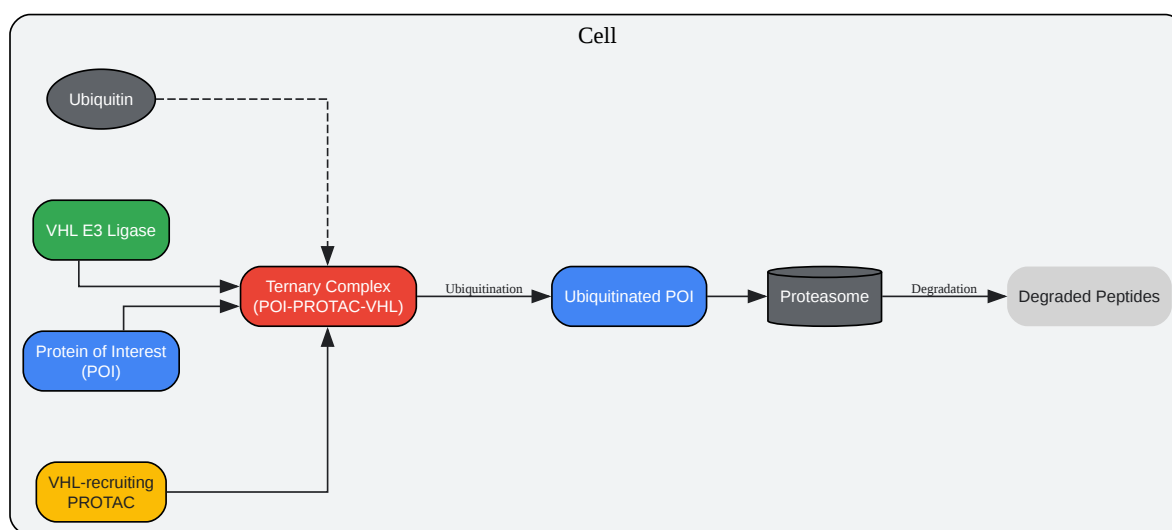 Cell
Ubiquitin
VHL E3 Ligase
Protein of Interest
(POI)
VHL-recruiting
PROTAC
Ternary Complex
(POI-PROTAC-VHL)
Ubiquitination
Ubiquitinated POI
Proteasome
Degradation
Degraded Peptides